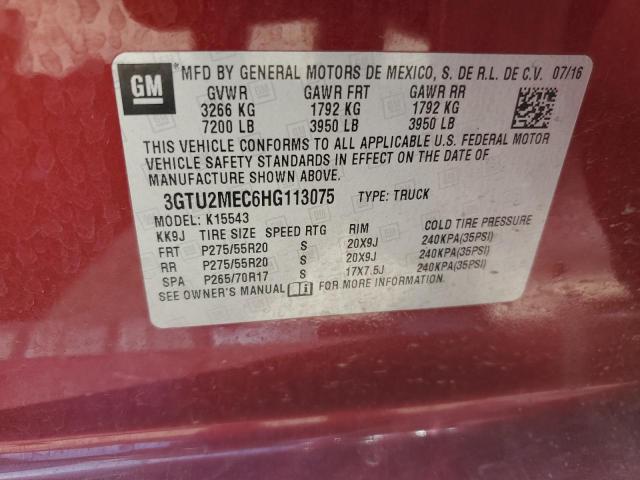 GM
MFD BY GENERAL MOTORS DE MEXICO, S. DE R.L. DE C.V. 07/16
GVWR GAWR FRT GAWR RR
3266 KG 1792 KG 1792 KG
7200 LB 3950 LB 3950 LB
THIS VEHICLE CONFORMS TO ALL APPLICABLE U.S. FEDERAL MOTOR
VEHICLE SAFETY STANDARDS IN EFFECT ON THE DATE OF
MANUFACTURE SHOWN ABOVE.
3GTU2MEC6HG113075 TYPE: TRUCK
MODEL: K15543
KK9J TIRE SIZE SPEED RTG RIM COLD TIRE PRESSURE
FRT P275/55R20 S 20X9J 240KPA(35PSI)
RR P275/55R20 S 20X9J 240KPA(35PSI)
SPA P265/70R17 S 17X7.5J 240KPA(35PSI)
SEE OWNER'S MANUAL FOR MORE INFORMATION.